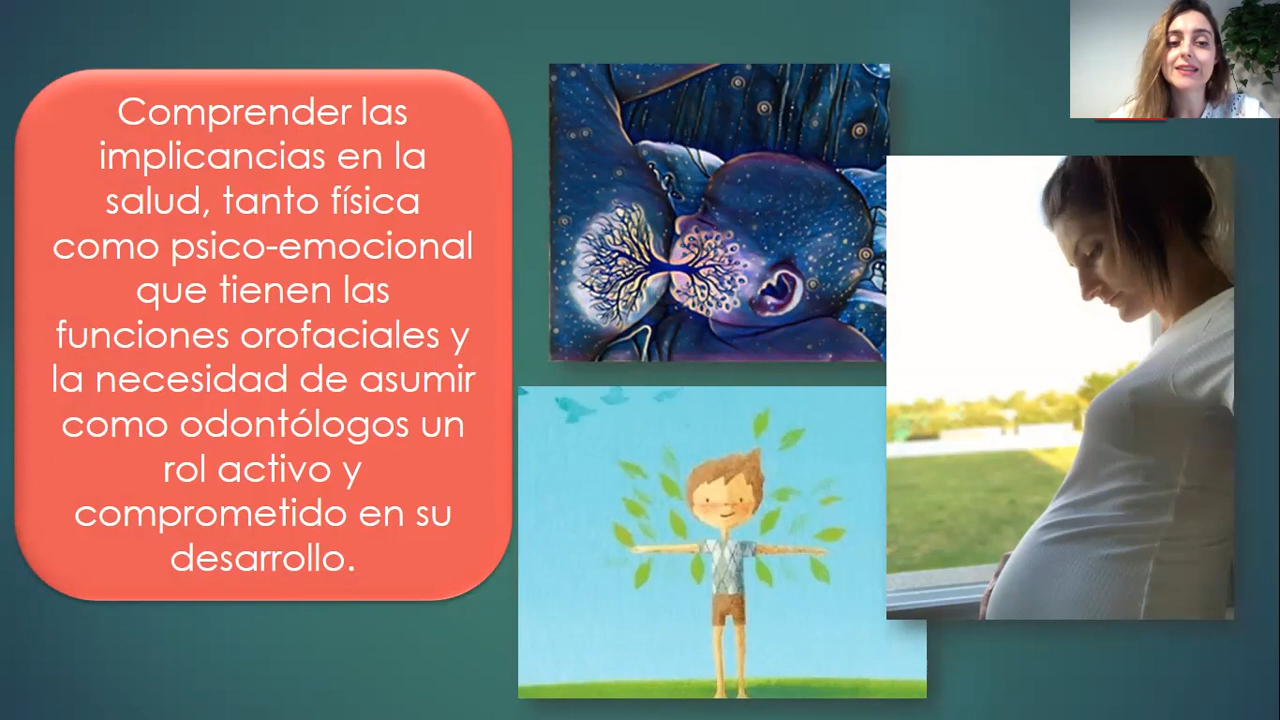 Comprender las
implicancias en la
salud, tanto física
como psico-emocional
que tienen las
funciones orofaciales y
la necesidad de asumir
como odontólogos un
rol activo y
comprometido en su
desarrollo.